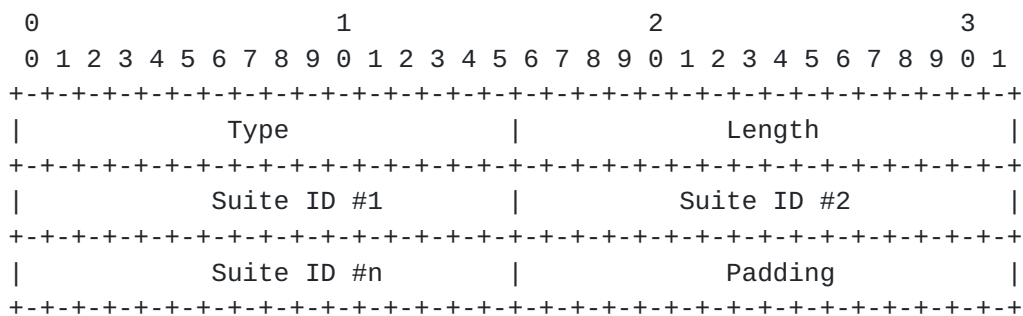 0                   1                   2                   3
 0 1 2 3 4 5 6 7 8 9 0 1 2 3 4 5 6 7 8 9 0 1 2 3 4 5 6 7 8 9 0 1
+-+-+-+-+-+-+-+-+-+-+-+-+-+-+-+-+-+-+-+-+-+-+-+-+-+-+-+-+-+-+-+-+
|             Type              |             Length            |
+-+-+-+-+-+-+-+-+-+-+-+-+-+-+-+-+-+-+-+-+-+-+-+-+-+-+-+-+-+-+-+-+
|            Suite ID #1        |          Suite ID #2          |
+-+-+-+-+-+-+-+-+-+-+-+-+-+-+-+-+-+-+-+-+-+-+-+-+-+-+-+-+-+-+-+-+
|            Suite ID #n        |             Padding           |
+-+-+-+-+-+-+-+-+-+-+-+-+-+-+-+-+-+-+-+-+-+-+-+-+-+-+-+-+-+-+-+-+